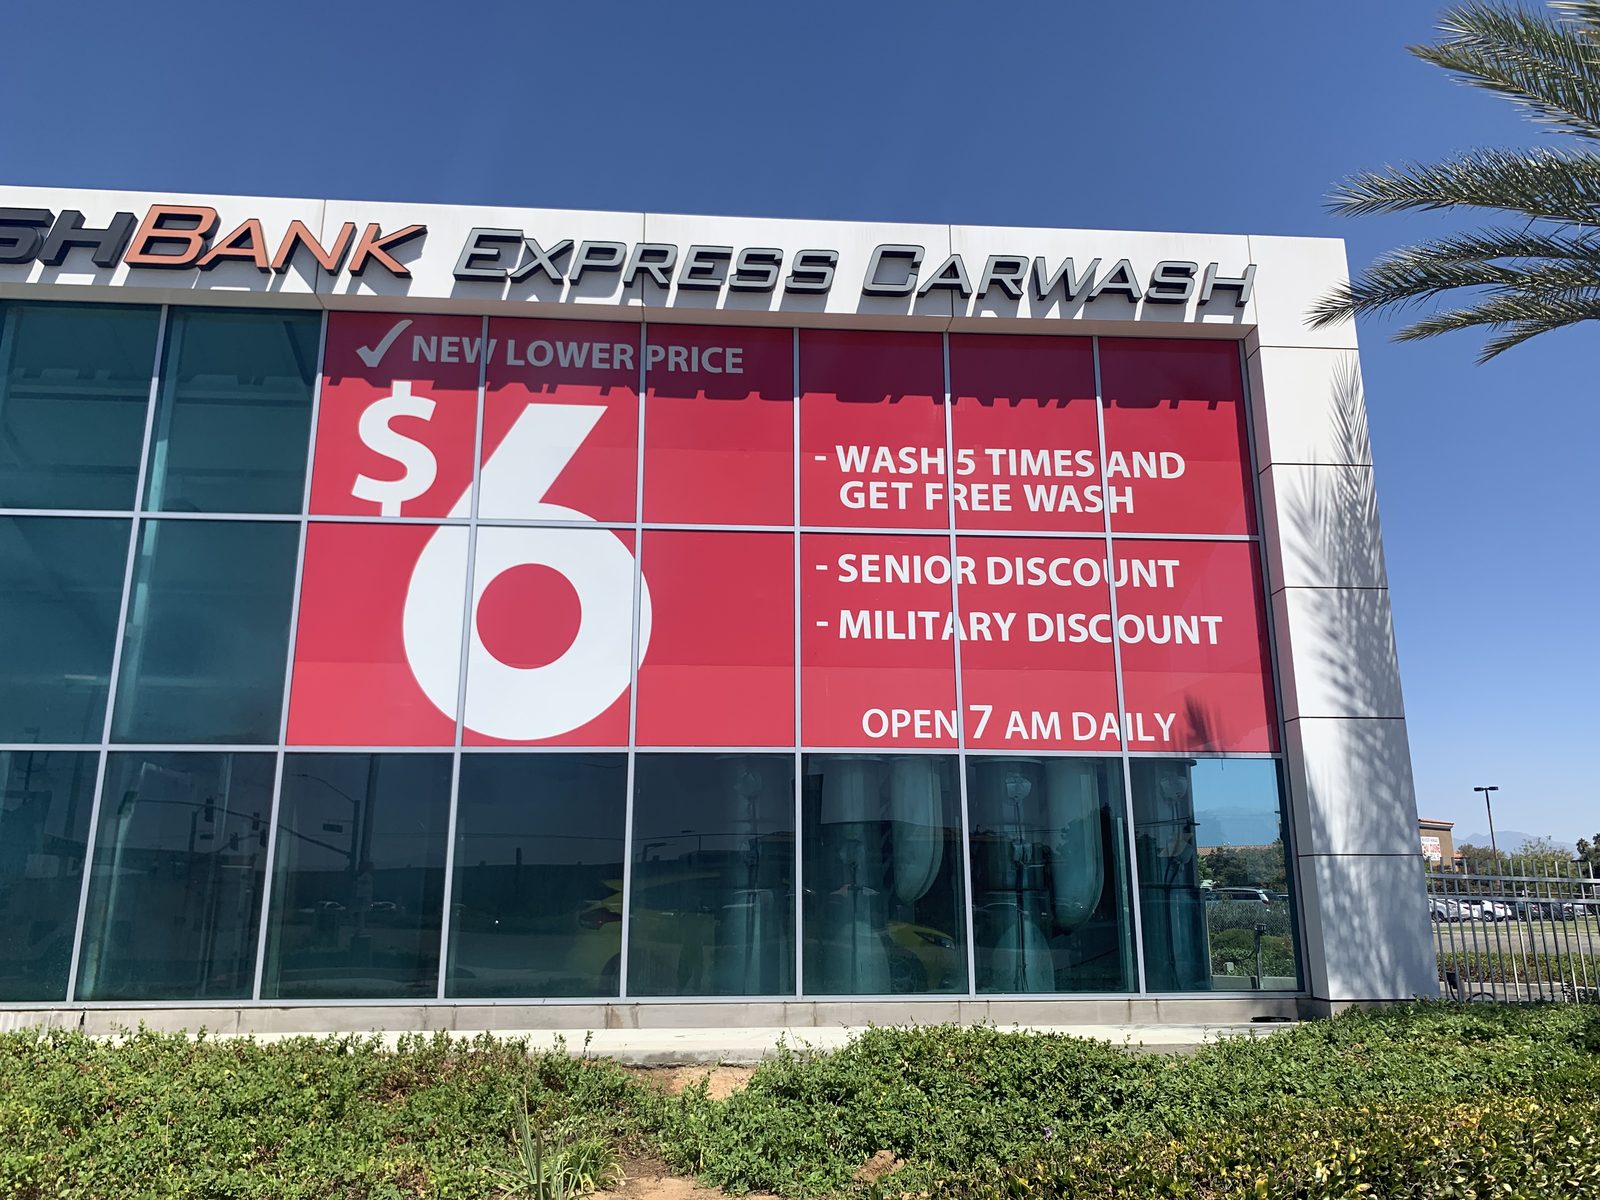 shBank Express Carwash
✓ NEW LOWER PRICE
$6
- WASH 5 TIMES AND
GET FREE WASH
- SENIOR DISCOUNT
- MILITARY DISCOUNT
OPEN 7 AM DAILY